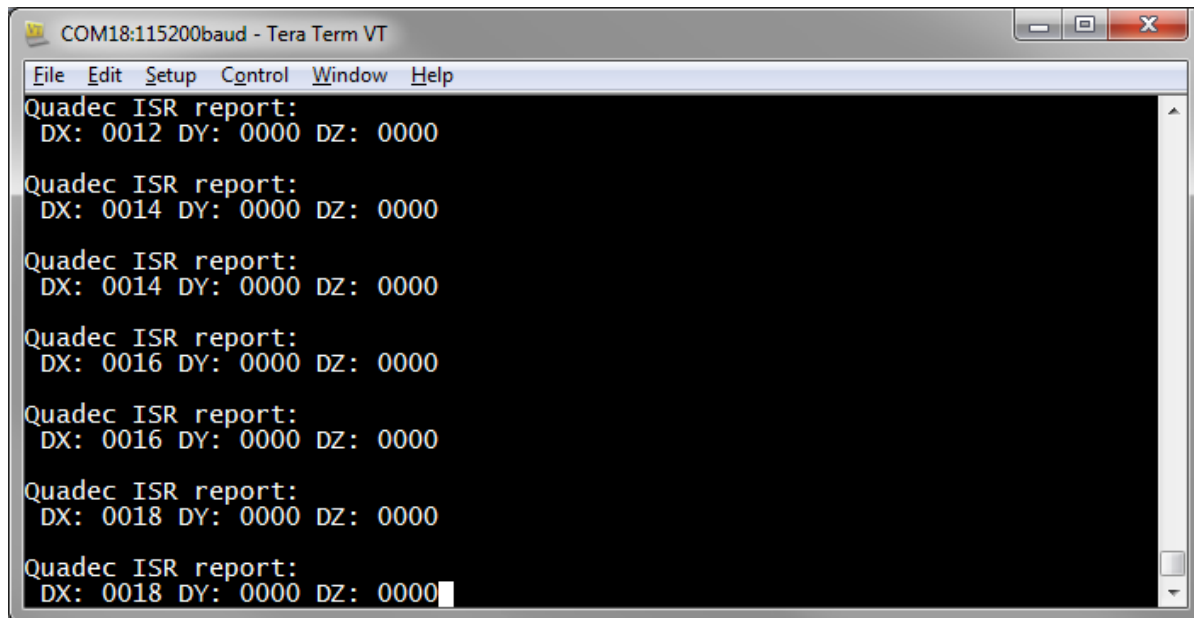 COM18:115200baud - Tera Term VT
File Edit Setup Control Window Help
Quadec ISR report:
DX: 0012 DY: 0000 DZ: 0000
Quadec ISR report:
DX: 0014 DY: 0000 DZ: 0000
Quadec ISR report:
DX: 0014 DY: 0000 DZ: 0000
Quadec ISR report:
DX: 0016 DY: 0000 DZ: 0000
Quadec ISR report:
DX: 0016 DY: 0000 DZ: 0000
Quadec ISR report:
DX: 0018 DY: 0000 DZ: 0000
Quadec ISR report:
DX: 0018 DY: 0000 DZ: 0000